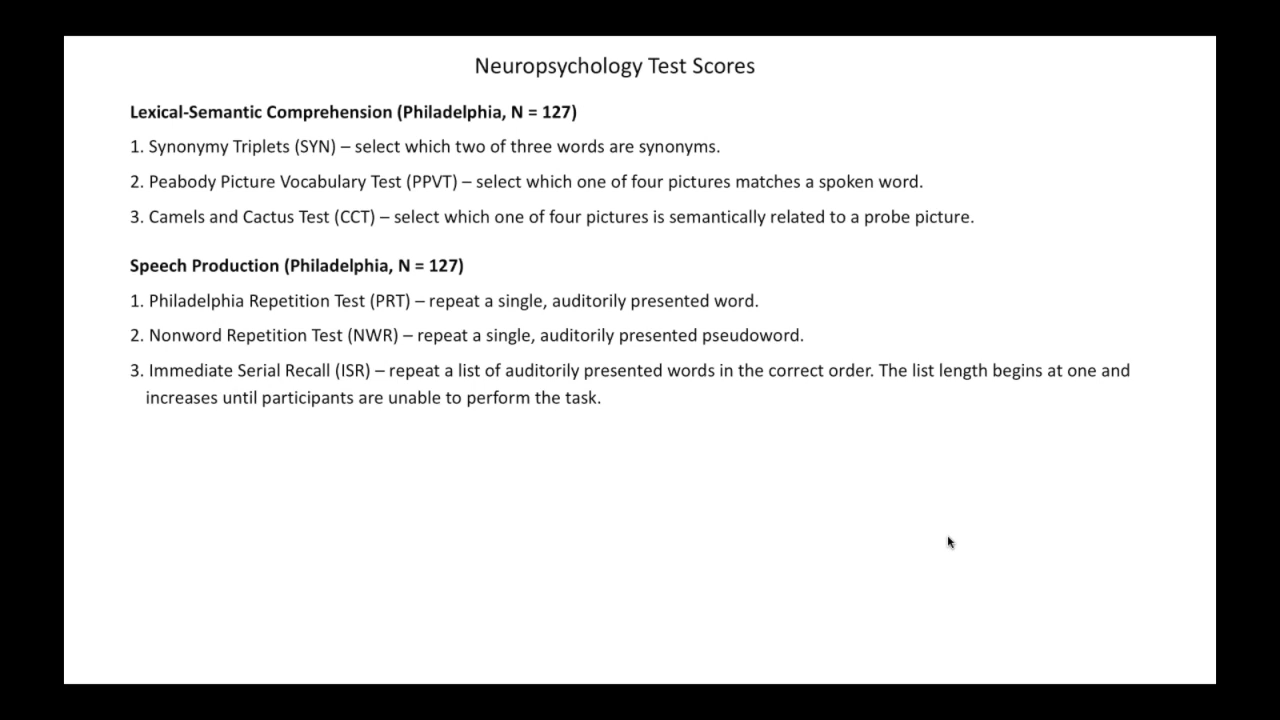 Neuropsychology Test Scores
Lexical-Semantic Comprehension (Philadelphia, N = 127)
1. Synonymy Triplets (SYN) – select which two of three words are synonyms.
2. Peabody Picture Vocabulary Test (PPVT) – select which one of four pictures matches a spoken word.
3. Camels and Cactus Test (CCT) – select which one of four pictures is semantically related to a probe picture.
Speech Production (Philadelphia, N = 127)
1. Philadelphia Repetition Test (PRT) – repeat a single, auditorily presented word.
2. Nonword Repetition Test (NWR) – repeat a single, auditorily presented pseudoword.
3. Immediate Serial Recall (ISR) – repeat a list of auditorily presented words in the correct order. The list length begins at one and
increases until participants are unable to perform the task.